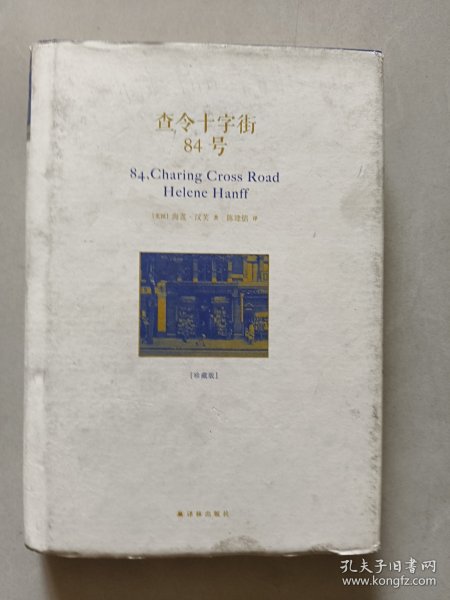 查令十字街
84 号
84, Charing Cross Road
Helene Hanff
[美国] 海莲·汉芙 著 陈建铭 译
[珍藏版]
译林出版社
孔夫子旧书网
www.kongfz.com